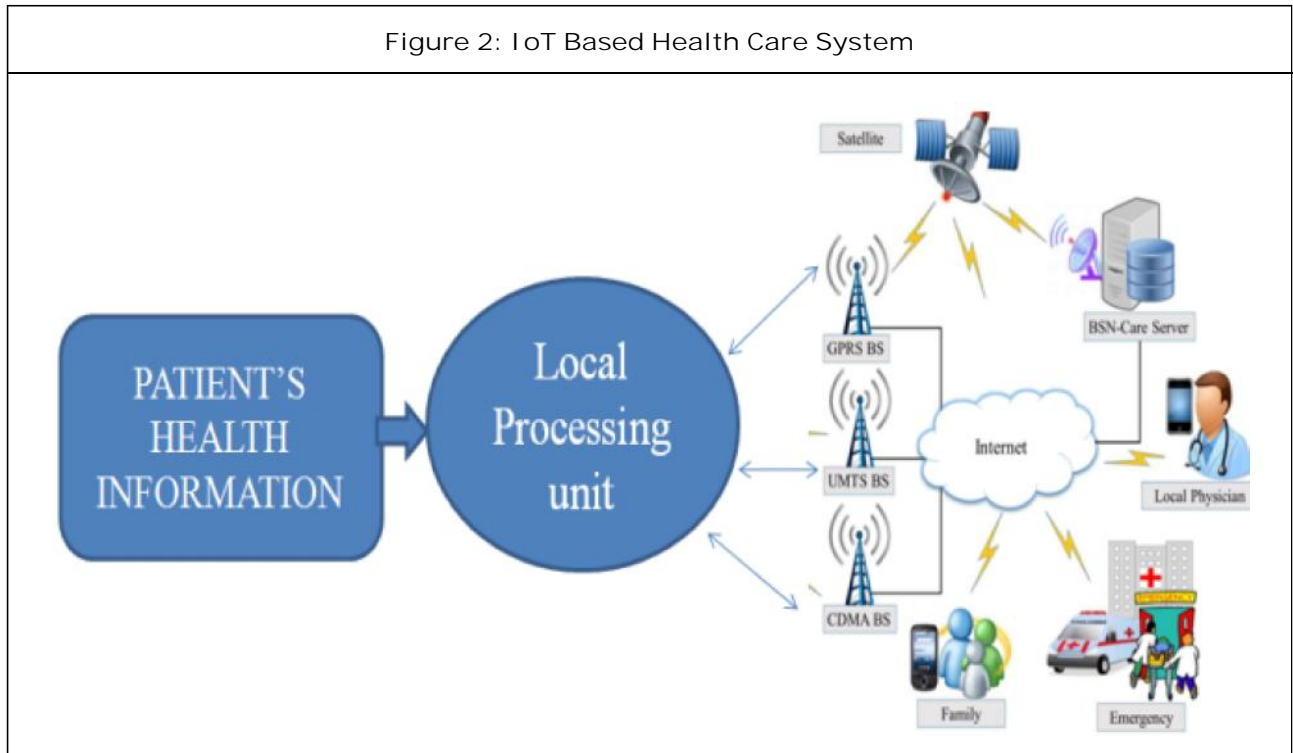 Figure 2: IoT Based Health Care System
PATIENT'S
HEALTH
INFORMATION
Local
Processing
unit
Satellite
GPRS BS
UMTS BS
CDMA BS
Internet
BSN-Care Server
Local Physician
Family
EMERGENCY
Emergency